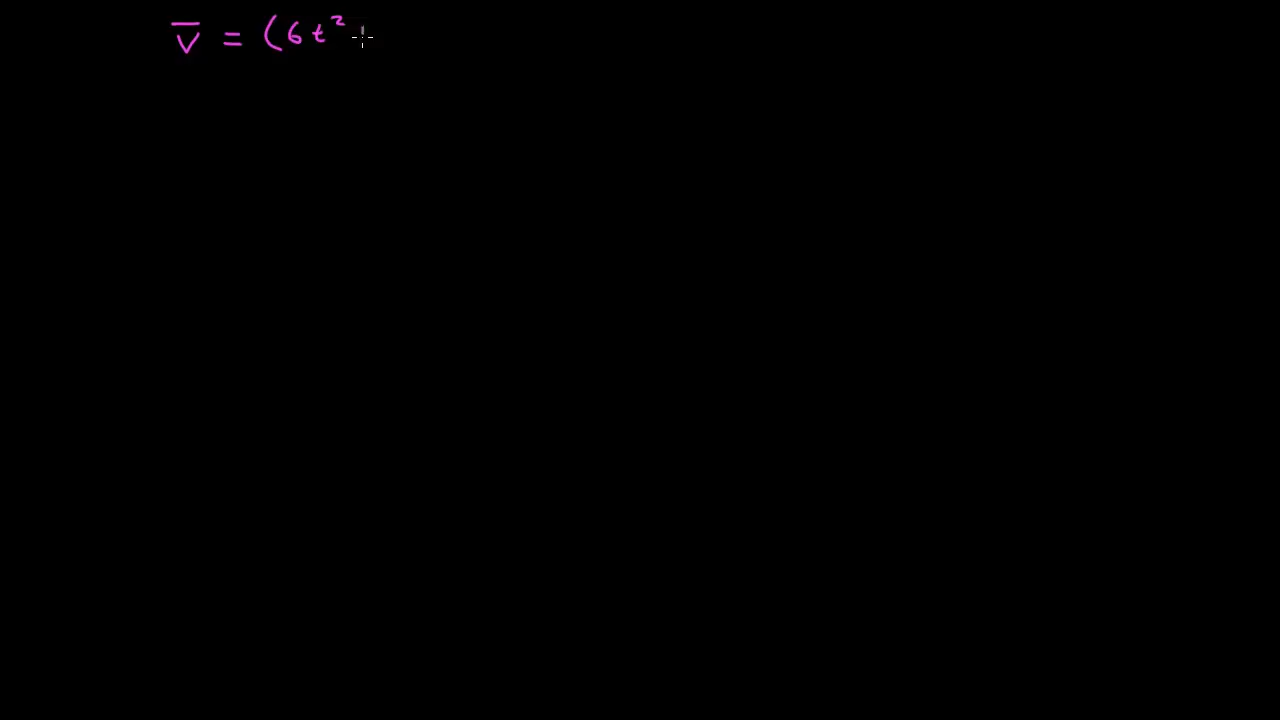 v̅ = (6t²